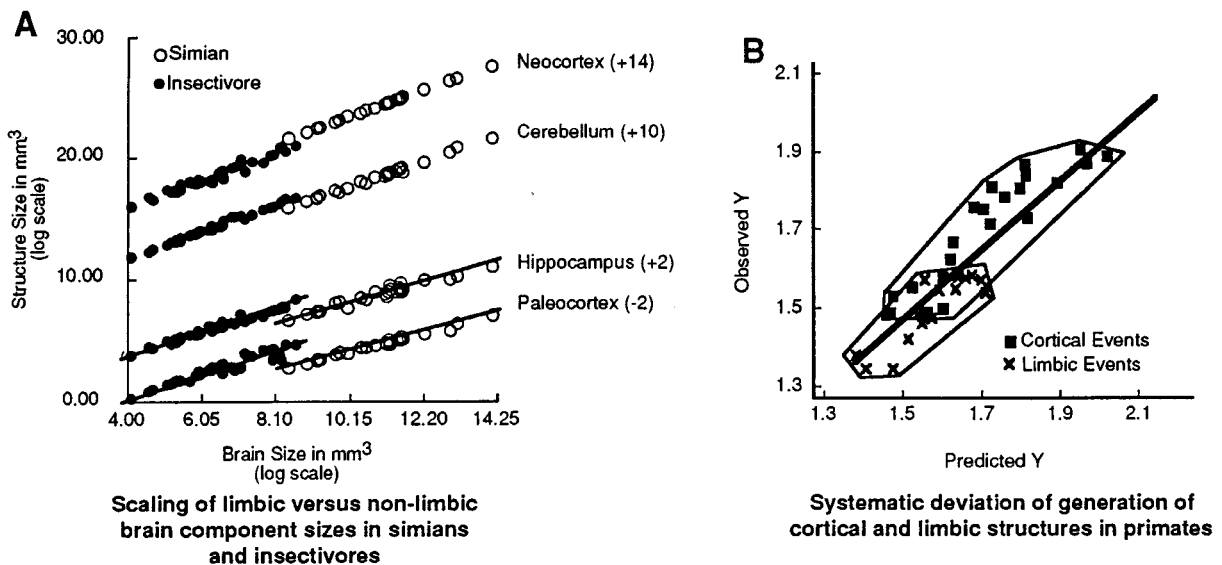 A
30.00
20.00
10.00
0.00
Structure Size in mm³
(log scale)
Simian
Insectivore
Neocortex (+14)
Cerebellum (+10)
Hippocampus (+2)
Paleocortex (-2)
4.00 6.05 8.10 10.15 12.20 14.25
Brain Size in mm³
(log scale)
Scaling of limbic versus non-limbic
brain component sizes in simians
and insectivores
B
2.1
1.9
1.7
1.5
1.3
Observed Y
Cortical Events
Limbic Events
1.3 1.5 1.7 1.9 2.1
Predicted Y
Systematic deviation of generation of
cortical and limbic structures in primates